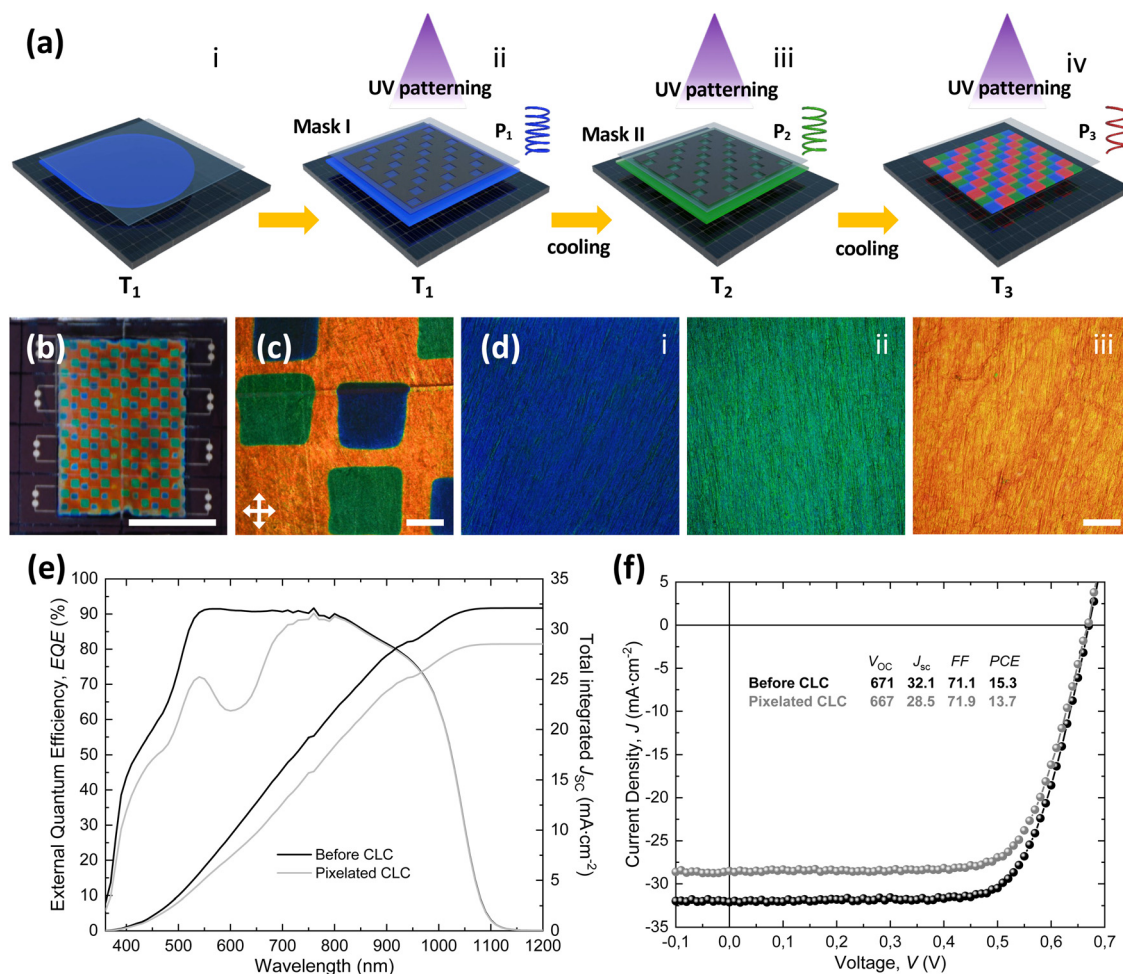 (a)
i
ii
iii
iv
UV patterning
UV patterning
UV patterning
Mask I
P₁
Mask II
P₂
P₃
cooling
cooling
T₁
T₁
T₂
T₃
(b)
(c)
(d)
i
ii
iii
(e)
100
90
80
70
60
50
40
30
20
10
0
External Quantum Efficiency, EQE (%)
35
30
25
20
15
10
5
0
Total integrated J_SC (mA·cm⁻²)
Before CLC
Pixelated CLC
400 500 600 700 800 900 1000 1100 1200
Wavelength (nm)
(f)
5
0
-5
-10
-15
-20
-25
-30
-35
Current Density, J (mA·cm⁻²)
V_OC J_sc FF PCE
Before CLC 671 32.1 71.1 15.3
Pixelated CLC 667 28.5 71.9 13.7
-0,1 0,0 0,1 0,2 0,3 0,4 0,5 0,6 0,7
Voltage, V (V)